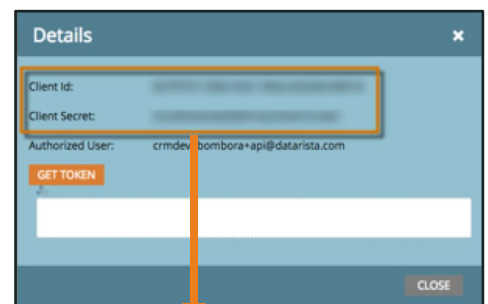 Details ×
Client Id:
Client Secret:
Authorized User: crmdev.bombora+api@datarista.com
GET TOKEN
CLOSE